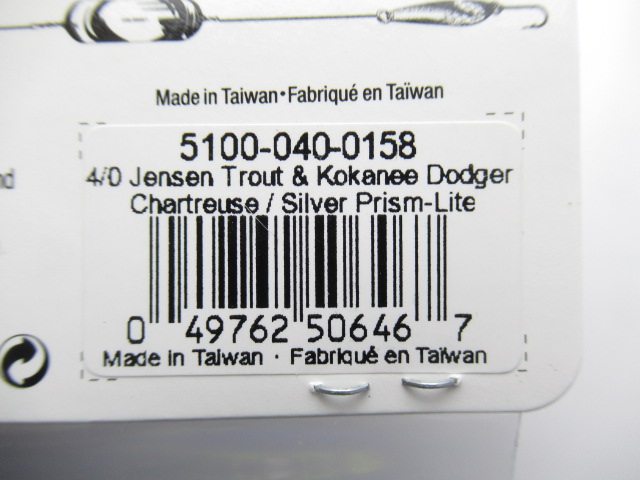 Made in Taiwan•Fabriqué en Taïwan
5100-040-0158
4/0 Jensen Trout & Kokanee Dodger
Chartreuse / Silver Prism-Lite
0 49762 50646 7
Made in Taiwan · Fabriqué en Taïwan